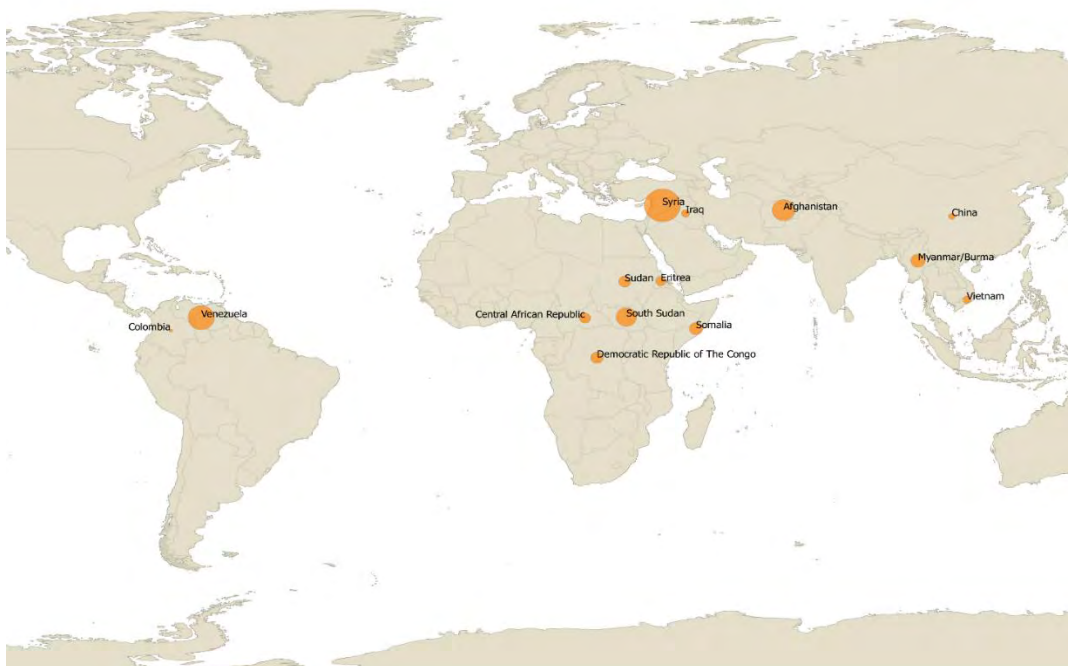 Syria
Iraq
Afghanistan
China
Myanmar/Burma
Sudan
Eritrea
Vietnam
Venezuela
Colombia
Central African Republic
South Sudan
Somalia
Democratic Republic of The Congo